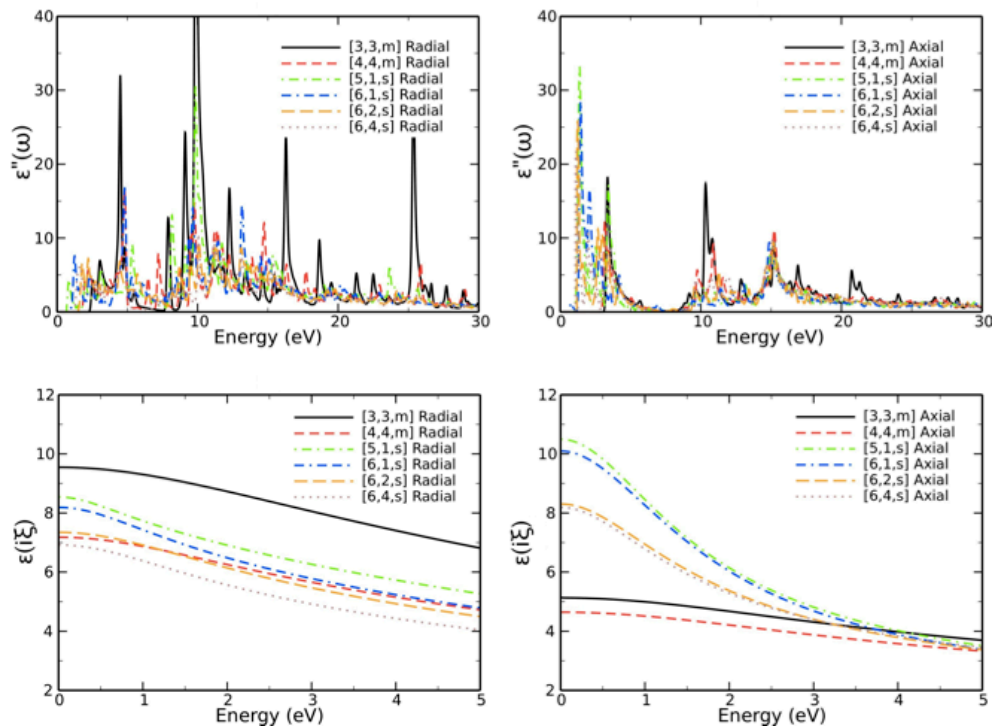 40
30
20
10
0
ε"(ω)
[3,3,m] Radial
[4,4,m] Radial
[5,1,s] Radial
[6,1,s] Radial
[6,2,s] Radial
[6,4,s] Radial
0 10 20 30
Energy (eV)
40
30
20
10
0
ε"(ω)
[3,3,m] Axial
[4,4,m] Axial
[5,1,s] Axial
[6,1,s] Axial
[6,2,s] Axial
[6,4,s] Axial
0 10 20 30
Energy (eV)
12
10
8
6
4
2
ε(iξ)
[3,3,m] Radial
[4,4,m] Radial
[5,1,s] Radial
[6,1,s] Radial
[6,2,s] Radial
[6,4,s] Radial
0 1 2 3 4 5
Energy (eV)
12
10
8
6
4
2
ε(iξ)
[3,3,m] Axial
[4,4,m] Axial
[5,1,s] Axial
[6,1,s] Axial
[6,2,s] Axial
[6,4,s] Axial
0 1 2 3 4 5
Energy (eV)